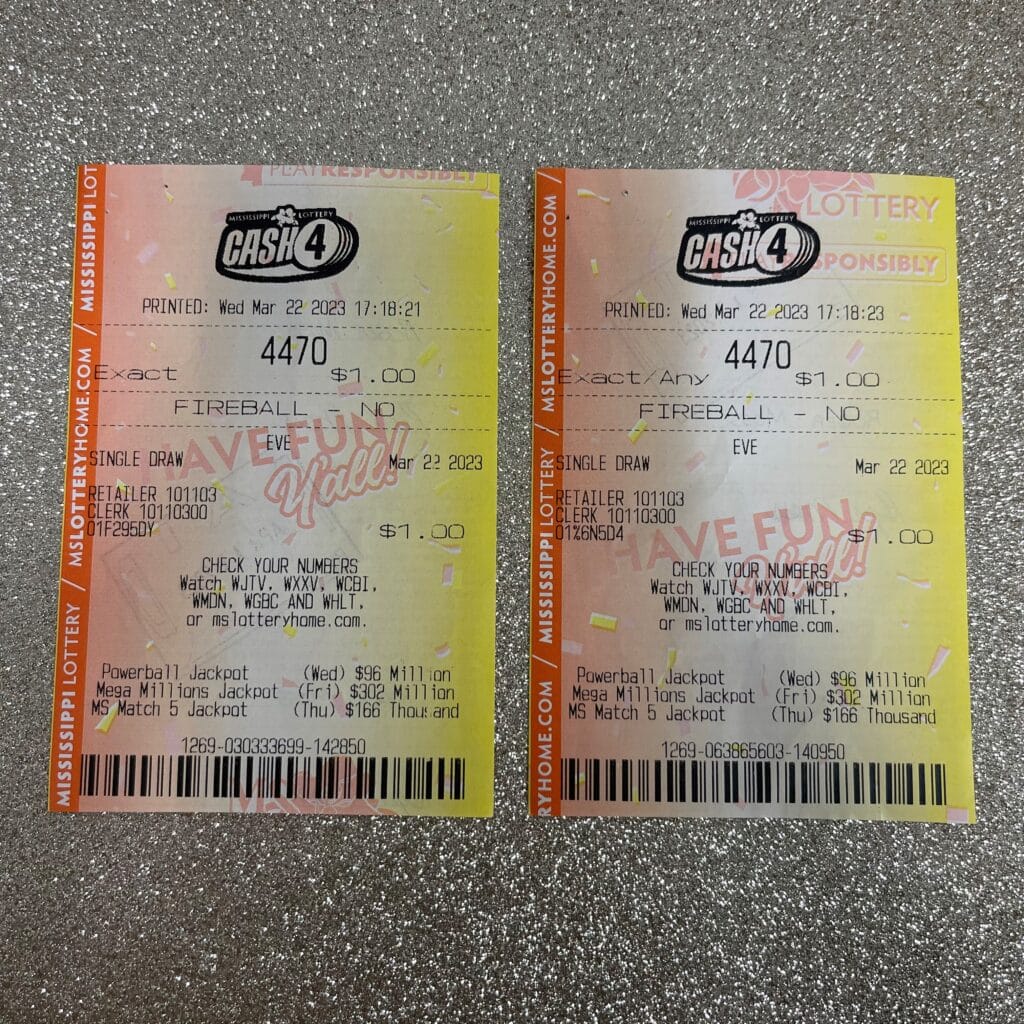 PLAY RESPONSIBLY
MISSISSIPPI LOTTERY
CASH 4
PRINTED: Wed Mar 22 2023 17:18:21
4470
Exact $1.00
FIREBALL - NO
EVE
SINGLE DRAW Mar 22 2023
HAVE FUN
Y'all!
RETAILER 101103
CLERK 10110300
01F295DY $1.00
CHECK YOUR NUMBERS
Watch WJTV, WXXV, WCBI,
WMDN, WGBC AND WHLT,
or mslotteryhome.com.
Powerball Jackpot (Wed) $96 Million
Mega Millions Jackpot (Fri) $302 Million
MS Match 5 Jackpot (Thu) $166 Thousand
1269-030333699-142850
MISSISSIPPI LOTTERY / MSLOTTERYHOME.COM / MISSISSIPPI LOT
LOTTERY
RESPONSIBLY
MISSISSIPPI LOTTERY
CASH 4
PRINTED: Wed Mar 22 2023 17:18:23
4470
Exact/Any $1.00
FIREBALL - NO
EVE
SINGLE DRAW Mar 22 2023
RETAILER 101103
CLERK 10110300
01%6N5D4 $1.00
HAVE FUN
Y'all!
CHECK YOUR NUMBERS
Watch WJTV, WXXV, WCBI,
WMDN, WGBC AND WHLT,
or mslotteryhome.com.
Powerball Jackpot (Wed) $96 Million
Mega Millions Jackpot (Fri) $302 Million
MS Match 5 Jackpot (Thu) $166 Thousand
1269-063865603-140950
RYHOME.COM / MISSISSIPPI LOTTERY / MSLOTTERYHOME.COM /